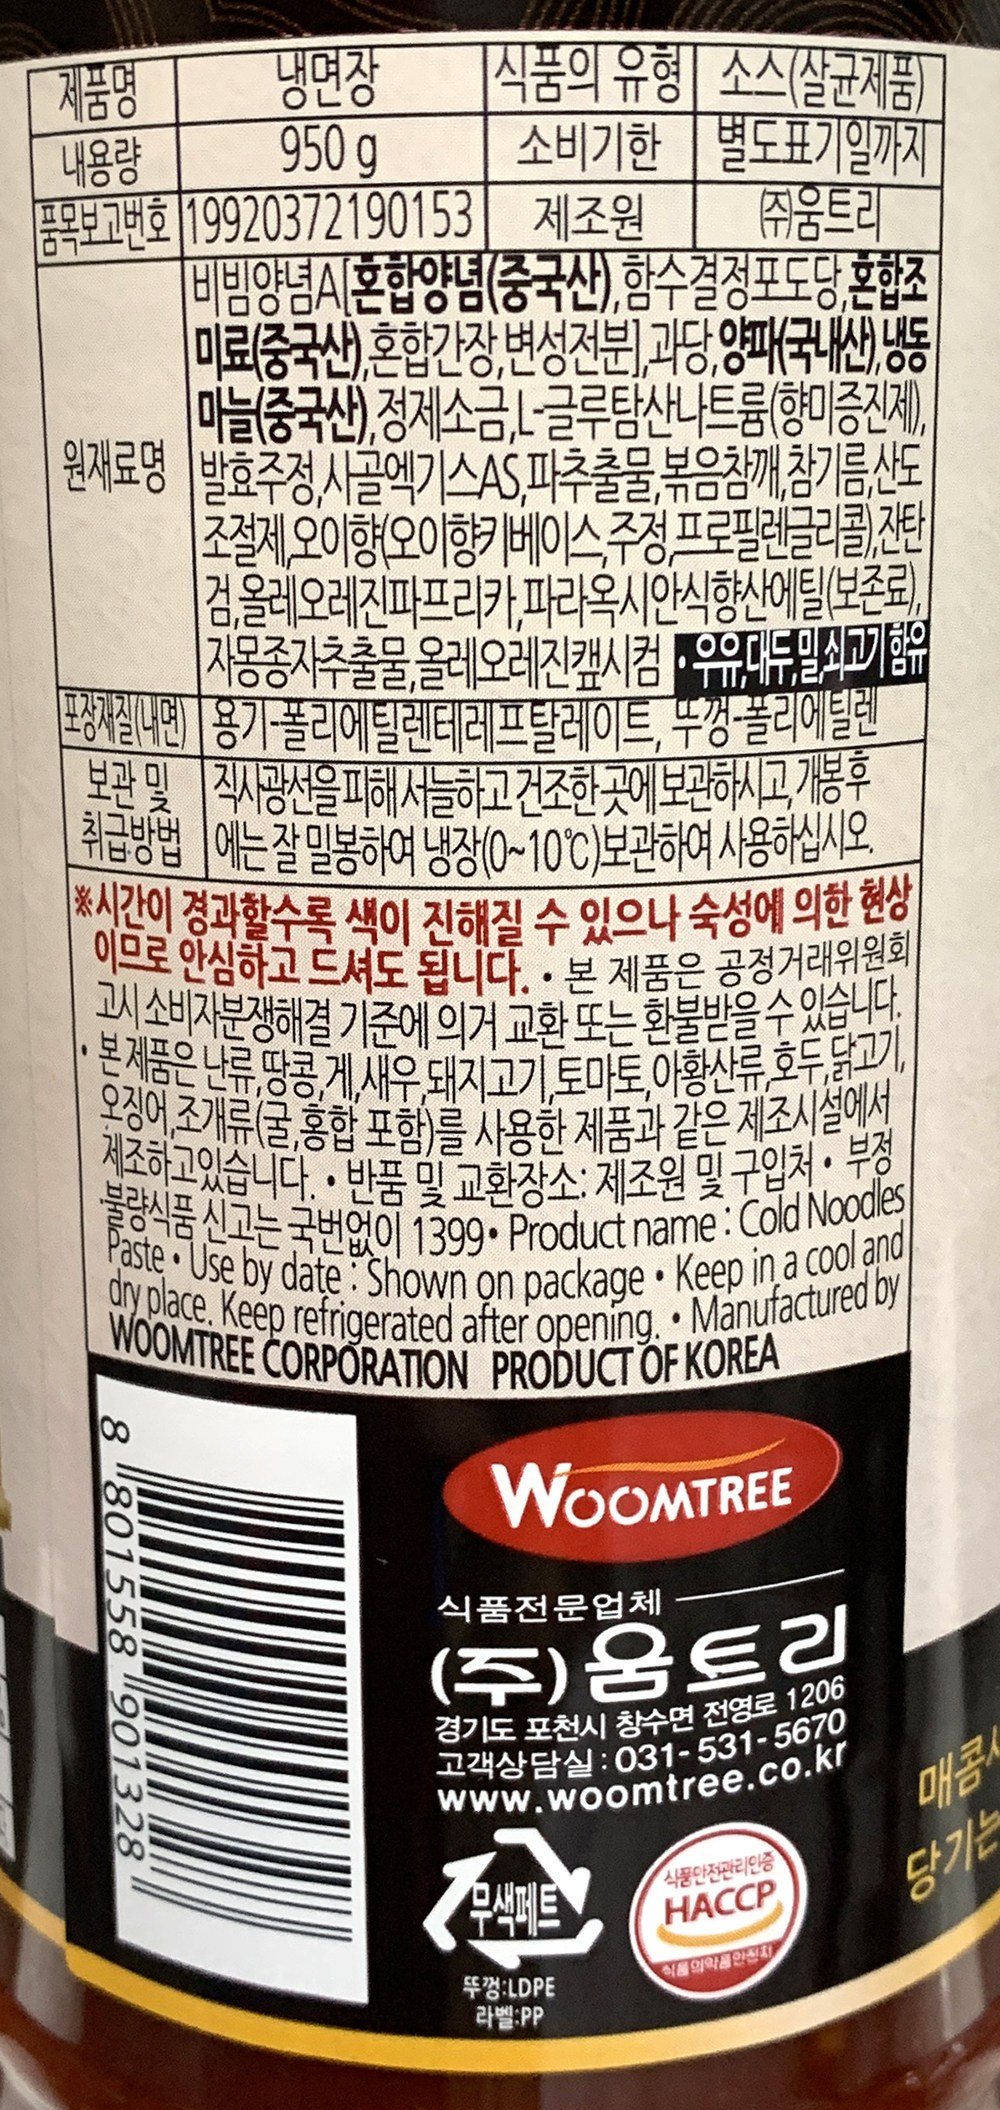 제품명 냉면장 식품의 유형 소스(살균제품)
내용량 950 g 소비기한 별도표기일까지
품목보고번호 19920372190153 제조원 ㈜움트리
원재료명
비빔양념A[혼합양념(중국산),함수결정포도당,혼합조
미료(중국산),혼합간장,변성전분],과당,양파(국내산),냉동
마늘(중국산),정제소금,L-글루탐산나트륨(향미증진제),
발효주정,사골엑기스AS,파추출물,볶음참깨,참기름,산도
조절제,오이향(오이향키베이스,주정,프로필렌글리콜),잔탄
검,올레오레진파프리카,파라옥시안식향산에틸(보존료),
자몽종자추출물,올레오레진캪시컴 •우유,대두,밀,쇠고기 함유
포장재질(내면) 용기-폴리에틸렌테레프탈레이트, 뚜껑-폴리에틸렌
보관 및 직사광선을 피해 서늘하고 건조한 곳에 보관하시고, 개봉 후
취급방법 에는 잘 밀봉하여 냉장(0~10℃)보관하여 사용하십시오.
※시간이 경과할수록 색이 진해질 수 있으나 숙성에 의한 현상
이므로 안심하고 드셔도 됩니다. • 본 제품은 공정거래위원회
고시 소비자분쟁해결 기준에 의거 교환 또는 환불받을 수 있습니다.
• 본 제품은 난류,땅콩,게,새우,돼지고기,토마토,아황산류,호두,닭고기,
오징어,조개류(굴,홍합 포함)를 사용한 제품과 같은 제조시설에서
제조하고있습니다. • 반품 및 교환장소: 제조원 및 구입처 • 부정
·불량식품 신고는 국번없이 1399• Product name : Cold Noodles
Paste • Use by date : Shown on package • Keep in a cool and
dry place. Keep refrigerated after opening. • Manufactured by
WOOMTREE CORPORATION PRODUCT OF KOREA
8 801558 901328
WOOMTREE
식품전문업체
(주)움트리
경기도 포천시 창수면 전영로 1206
고객상담실 : 031-531-5670
www.woomtree.co.kr
무색페트
뚜껑:LDPE
라벨:PP
식품안전관리인증
HACCP
식품의약품안전처
매콤
당기는